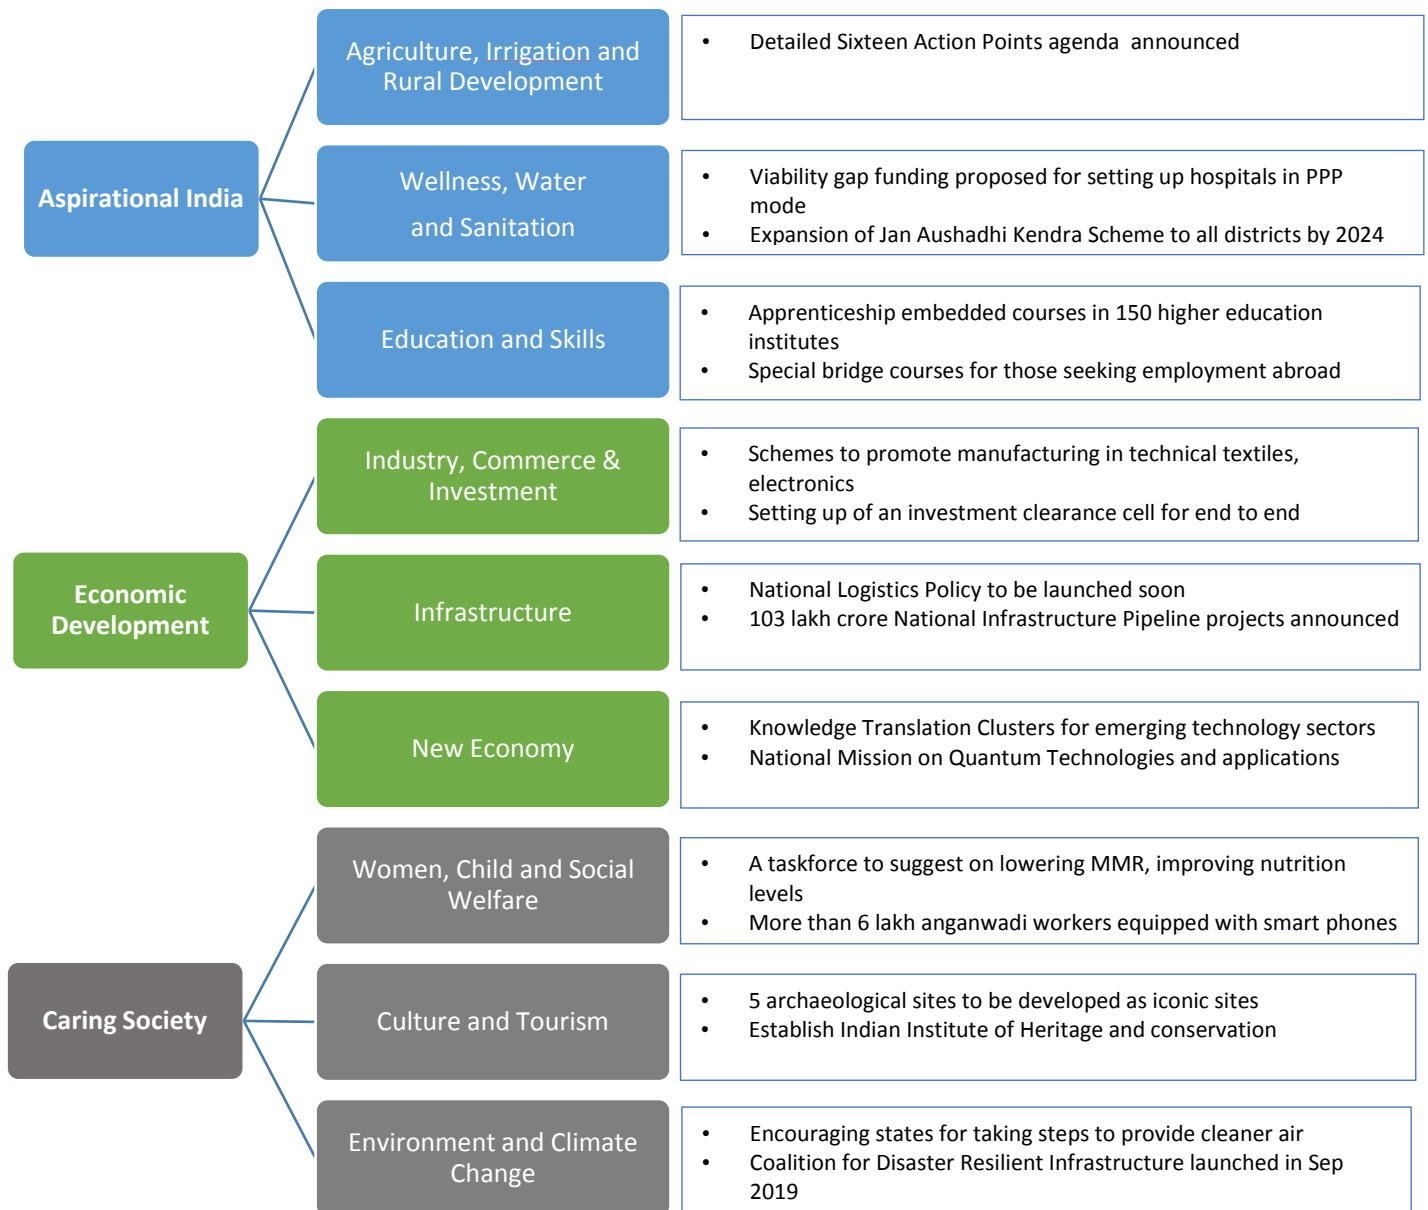 Aspirational India
Agriculture, Irrigation and
Rural Development
• Detailed Sixteen Action Points agenda announced
Wellness, Water
and Sanitation
• Viability gap funding proposed for setting up hospitals in PPP
mode
• Expansion of Jan Aushadhi Kendra Scheme to all districts by 2024
Education and Skills
• Apprenticeship embedded courses in 150 higher education
institutes
• Special bridge courses for those seeking employment abroad
Economic
Development
Industry, Commerce &
Investment
• Schemes to promote manufacturing in technical textiles,
electronics
• Setting up of an investment clearance cell for end to end
Infrastructure
• National Logistics Policy to be launched soon
• 103 lakh crore National Infrastructure Pipeline projects announced
New Economy
• Knowledge Translation Clusters for emerging technology sectors
• National Mission on Quantum Technologies and applications
Caring Society
Women, Child and Social
Welfare
• A taskforce to suggest on lowering MMR, improving nutrition
levels
• More than 6 lakh anganwadi workers equipped with smart phones
Culture and Tourism
• 5 archaeological sites to be developed as iconic sites
• Establish Indian Institute of Heritage and conservation
Environment and Climate
Change
• Encouraging states for taking steps to provide cleaner air
• Coalition for Disaster Resilient Infrastructure launched in Sep
2019